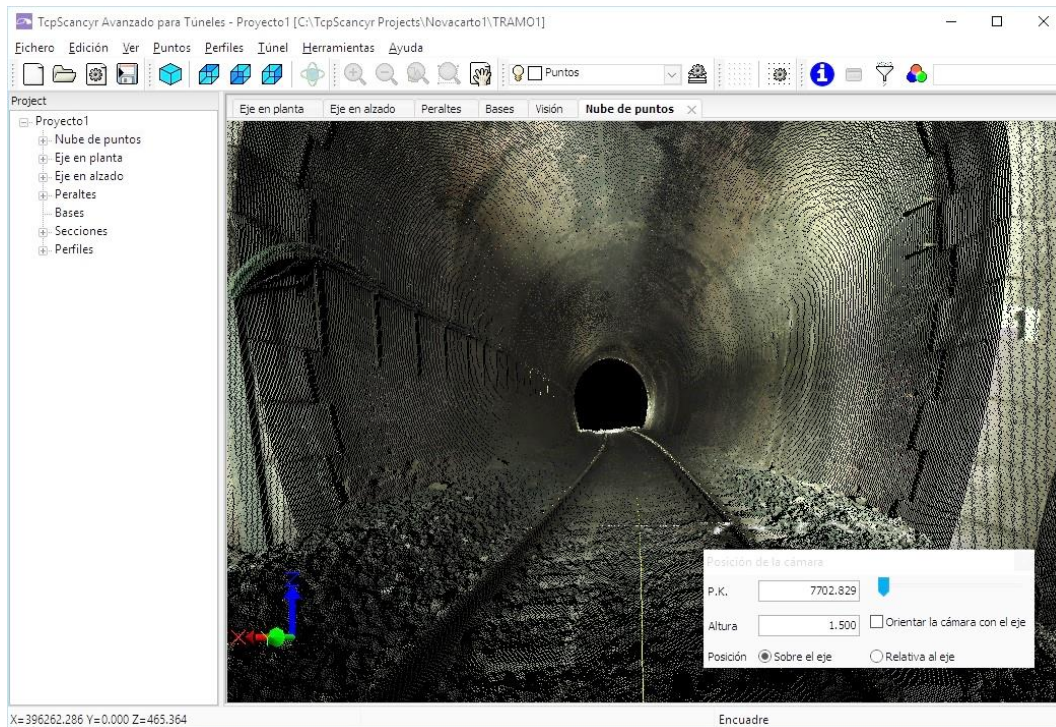 TcpScancyr Avanzado para Túneles - Proyecto1 [C:\TcpScancyr Projects\Novacarto1\TRAMO1]
Fichero Edición Ver Puntos Perfiles Túnel Herramientas Ayuda
Puntos
Project
Eje en planta Eje en alzado Peraltes Bases Visión Nube de puntos
Proyecto1
Nube de puntos
Eje en planta
Eje en alzado
Peraltes
Bases
Secciones
Perfiles
Posición de la cámara
P.K. 7702.829
Altura 1.500 Orientar la cámara con el eje
Posición Sobre el eje Relativa al eje
Z
X
X=396262.286 Y=0.000 Z=465.364 Encuadre